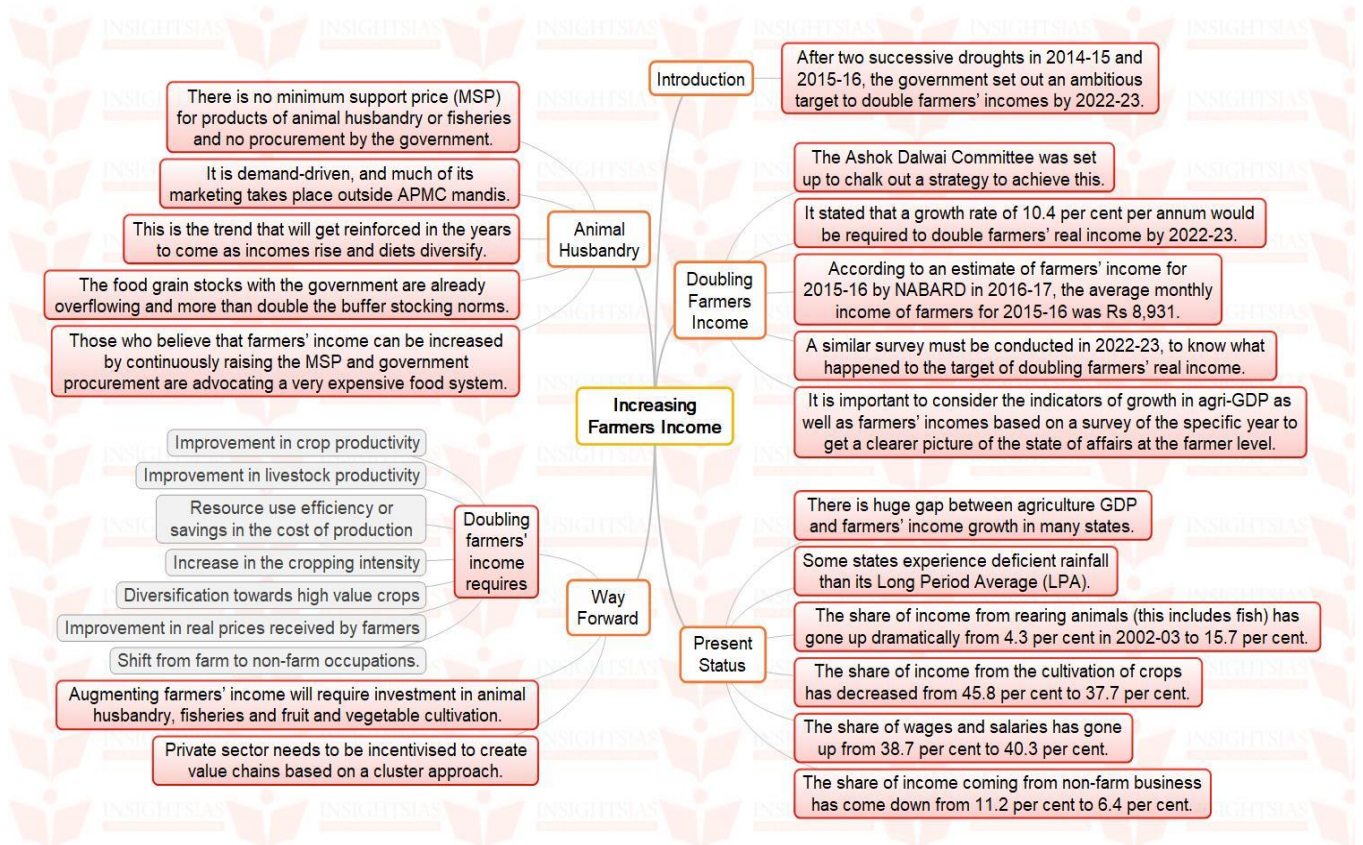 Increasing
Farmers Income
Introduction
After two successive droughts in 2014-15 and
2015-16, the government set out an ambitious
target to double farmers' incomes by 2022-23.
Doubling
Farmers
Income
The Ashok Dalwai Committee was set
up to chalk out a strategy to achieve this.
It stated that a growth rate of 10.4 per cent per annum would
be required to double farmers' real income by 2022-23.
According to an estimate of farmers' income for
2015-16 by NABARD in 2016-17, the average monthly
income of farmers for 2015-16 was Rs 8,931.
A similar survey must be conducted in 2022-23, to know what
happened to the target of doubling farmers' real income.
It is important to consider the indicators of growth in agri-GDP as
well as farmers' incomes based on a survey of the specific year to
get a clearer picture of the state of affairs at the farmer level.
Present
Status
There is huge gap between agriculture GDP
and farmers' income growth in many states.
Some states experience deficient rainfall
than its Long Period Average (LPA).
The share of income from rearing animals (this includes fish) has
gone up dramatically from 4.3 per cent in 2002-03 to 15.7 per cent.
The share of income from the cultivation of crops
has decreased from 45.8 per cent to 37.7 per cent.
The share of wages and salaries has gone
up from 38.7 per cent to 40.3 per cent.
The share of income coming from non-farm business
has come down from 11.2 per cent to 6.4 per cent.
Animal
Husbandry
There is no minimum support price (MSP)
for products of animal husbandry or fisheries
and no procurement by the government.
It is demand-driven, and much of its
marketing takes place outside APMC mandis.
This is the trend that will get reinforced in the years
to come as incomes rise and diets diversify.
The food grain stocks with the government are already
overflowing and more than double the buffer stocking norms.
Those who believe that farmers' income can be increased
by continuously raising the MSP and government
procurement are advocating a very expensive food system.
Way
Forward
Doubling
farmers'
income
requires
Improvement in crop productivity
Improvement in livestock productivity
Resource use efficiency or
savings in the cost of production
Increase in the cropping intensity
Diversification towards high value crops
Improvement in real prices received by farmers
Shift from farm to non-farm occupations.
Augmenting farmers' income will require investment in animal
husbandry, fisheries and fruit and vegetable cultivation.
Private sector needs to be incentivised to create
value chains based on a cluster approach.
INSIGHTSIAS